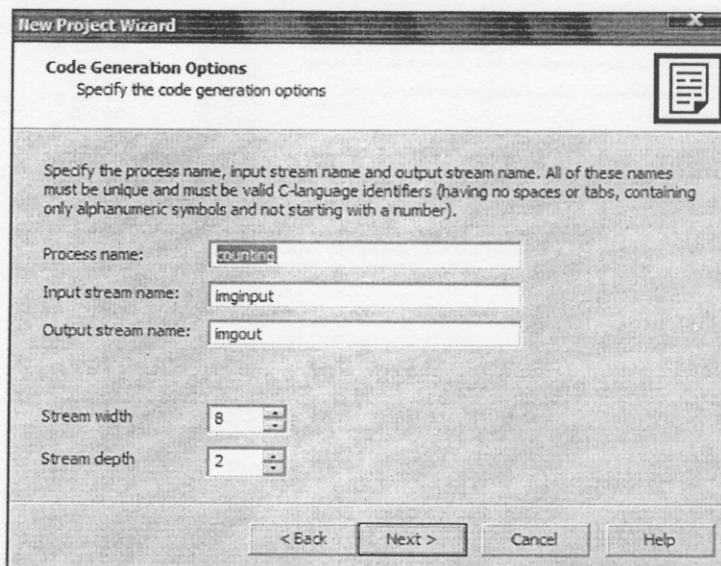 New Project Wizard
X
Code Generation Options
Specify the code generation options
Specify the process name, input stream name and output stream name. All of these names
must be unique and must be valid C-language identifiers (having no spaces or tabs, containing
only alphanumeric symbols and not starting with a number).
Process name: counting
Input stream name: imginput
Output stream name: imgout
Stream width 8
Stream depth 2
< Back Next > Cancel Help